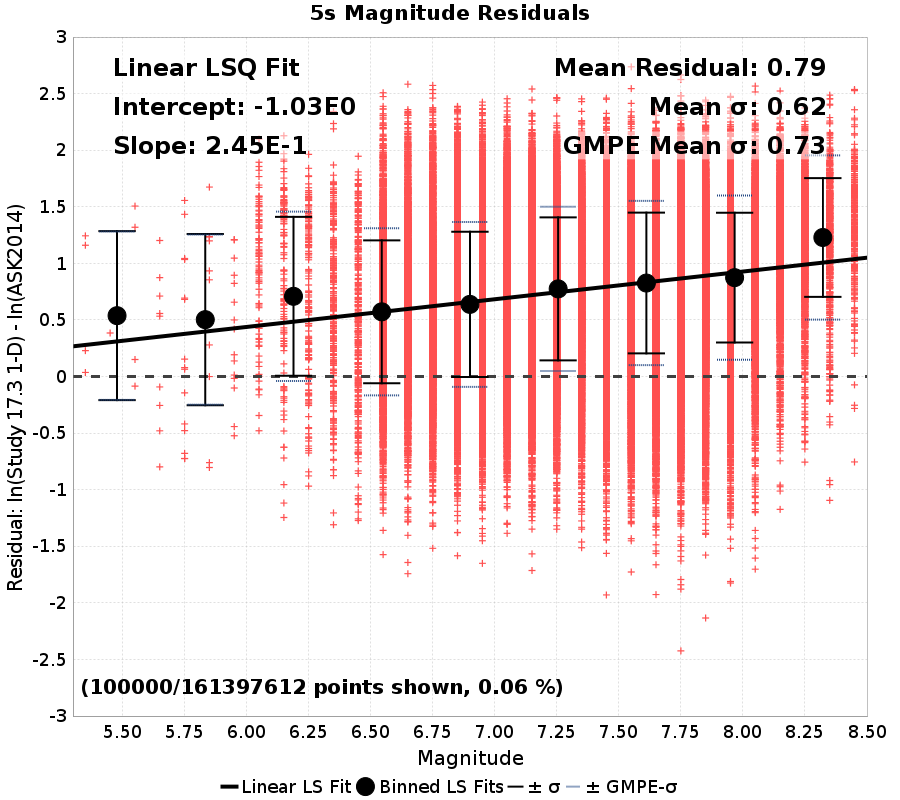 5s Magnitude Residuals
Linear LSQ Fit
Intercept: -1.03E0
Slope: 2.45E-1
Mean Residual: 0.79
Mean σ: 0.62
GMPE Mean σ: 0.73
3
2.5
2
1.5
1
0.5
0
-0.5
-1
-1.5
-2
-2.5
-3
Residual: ln(Study 17.3 1-D) - ln(ASK2014)
(100000/161397612 points shown, 0.06 %)
5.50 5.75 6.00 6.25 6.50 6.75 7.00 7.25 7.50 7.75 8.00 8.25 8.50
Magnitude
Linear LS Fit Binned LS Fits ± σ ± GMPE-σ